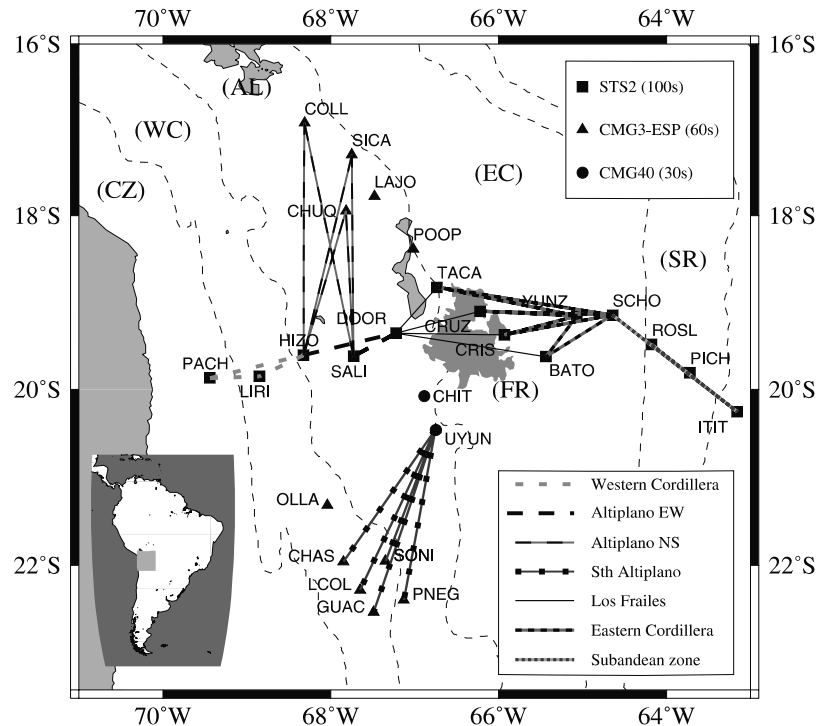 70°W 68°W 66°W 64°W
16°S 16°S
(AL)
COLL
STS2 (100s)
CMG3-ESP (60s)
CMG40 (30s)
(WC)
SICA
(EC)
(CZ)
LAJO
18°S 18°S
CHUQ
POOP
(SR)
TACA
YUNZ SCHO
DOOR
CRUZ
HIZO
ROSL
CRIS
PACH
SALI
BATO
PICH
LIRI
20°S 20°S
(FR)
CHIT
ITIT
UYUN
Western Cordillera
OLLA
Altiplano EW
Altiplano NS
22°S 22°S
CHAS SONI
Sth Altiplano
LCOL
PNEG
GUAC
Los Frailes
Eastern Cordillera
Subandean zone
70°W 68°W 66°W 64°W